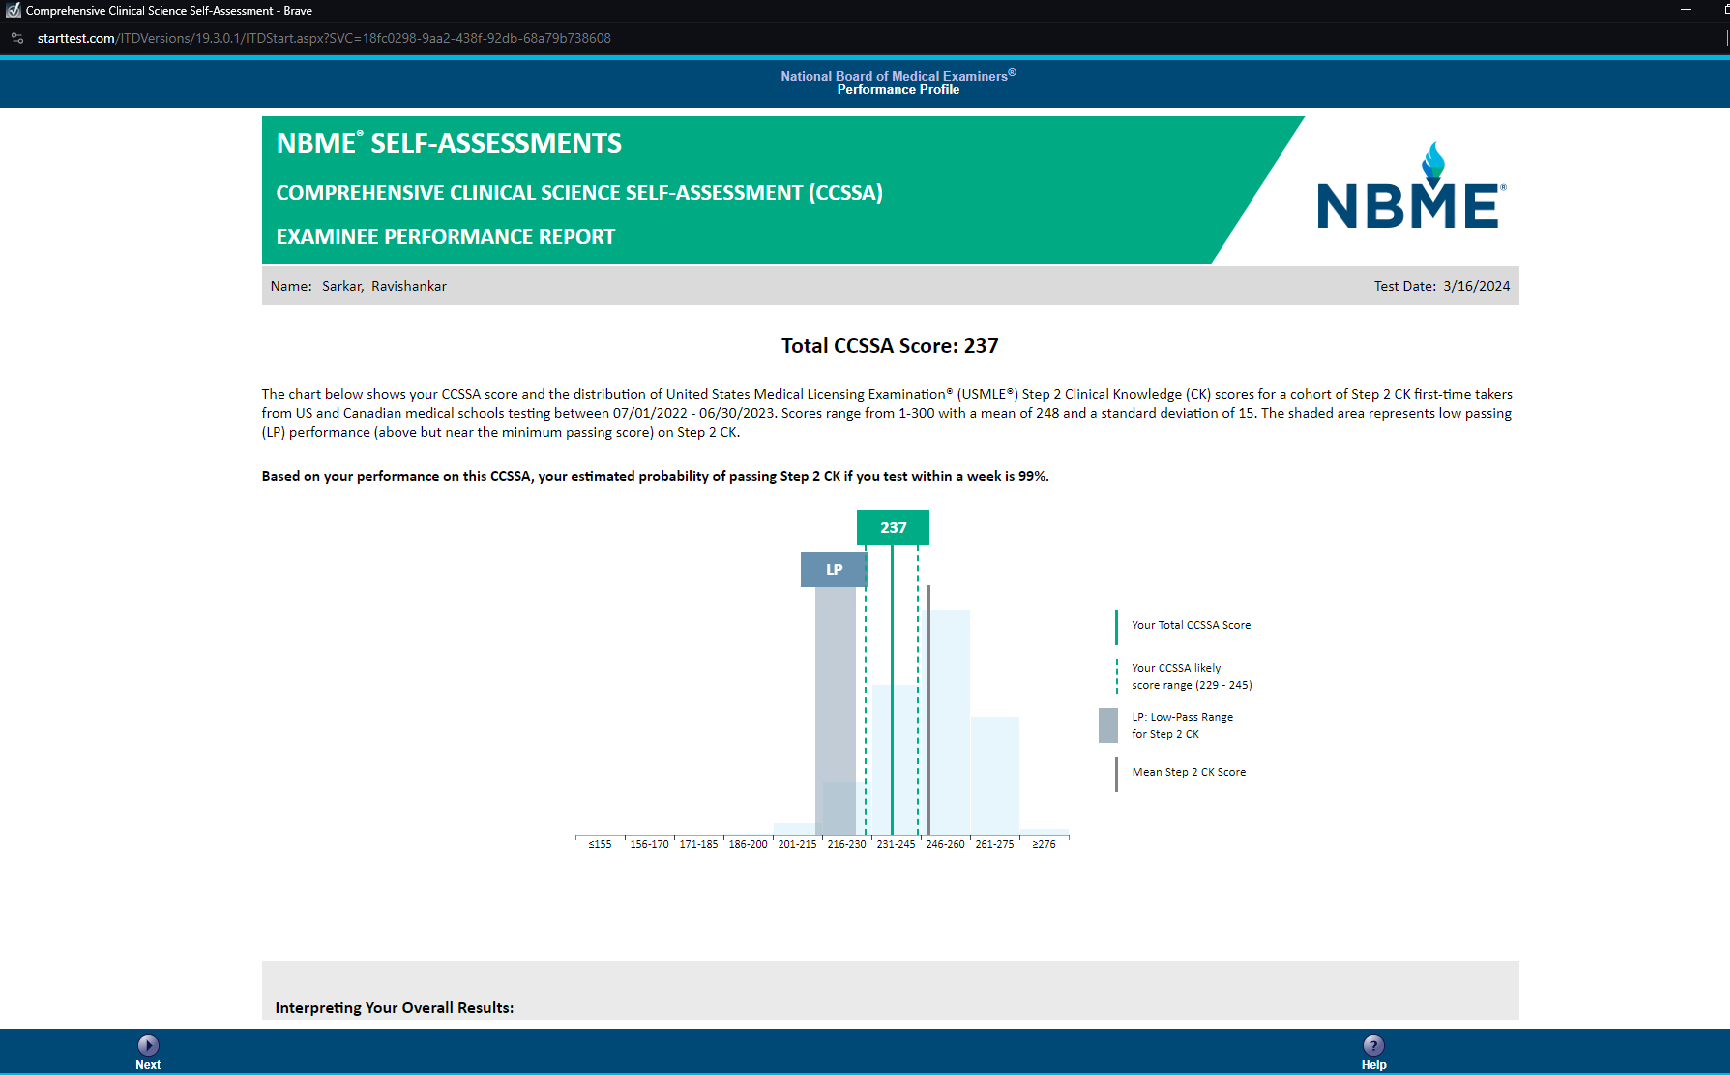 Comprehensive Clinical Science Self-Assessment - Brave
starttest.com/ITDVersions/19.3.0.1/ITDStart.aspx?SVC=18fc0298-9aa2-438f-92db-68a79b738608
National Board of Medical Examiners®
Performance Profile
NBME® SELF-ASSESSMENTS
COMPREHENSIVE CLINICAL SCIENCE SELF-ASSESSMENT (CCSSA)
EXAMINEE PERFORMANCE REPORT
NBME®
Name: Sarkar, Ravishankar
Test Date: 3/16/2024
Total CCSSA Score: 237
The chart below shows your CCSSA score and the distribution of United States Medical Licensing Examination® (USMLE®) Step 2 Clinical Knowledge (CK) scores for a cohort of Step 2 CK first-time takers
from US and Canadian medical schools testing between 07/01/2022 - 06/30/2023. Scores range from 1-300 with a mean of 248 and a standard deviation of 15. The shaded area represents low passing
(LP) performance (above but near the minimum passing score) on Step 2 CK.
Based on your performance on this CCSSA, your estimated probability of passing Step 2 CK if you test within a week is 99%.
237
LP
Your Total CCSSA Score
Your CCSSA likely
score range (229 - 245)
LP: Low-Pass Range
for Step 2 CK
Mean Step 2 CK Score
≤155 156-170 171-185 186-200 201-215 216-230 231-245 246-260 261-275 ≥276
Interpreting Your Overall Results:
Next
?
Help